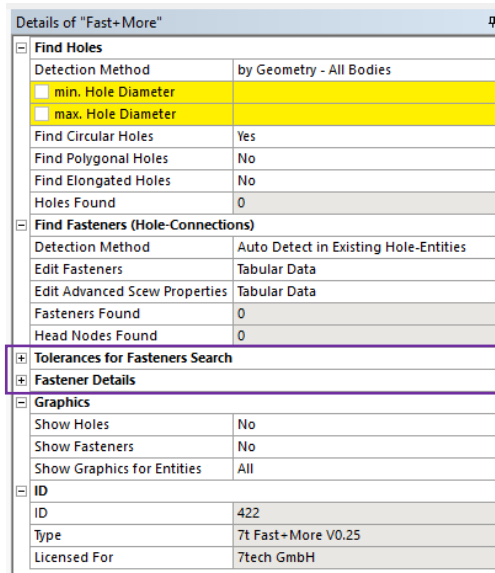 Details of "Fast+More"
Find Holes
Detection Method by Geometry - All Bodies
min. Hole Diameter
max. Hole Diameter
Find Circular Holes Yes
Find Polygonal Holes No
Find Elongated Holes No
Holes Found 0
Find Fasteners (Hole-Connections)
Detection Method Auto Detect in Existing Hole-Entities
Edit Fasteners Tabular Data
Edit Advanced Scew Properties Tabular Data
Fasteners Found 0
Head Nodes Found 0
Tolerances for Fasteners Search
Fastener Details
Graphics
Show Holes No
Show Fasteners No
Show Graphics for Entities All
ID
ID 422
Type 7t Fast+More V0.25
Licensed For 7tech GmbH